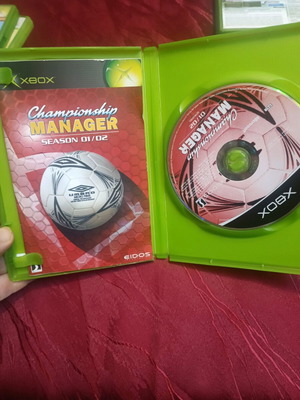 XBOX
Championship
MANAGER
SEASON 01/02
UMBRO
EIDOS
Championship
MANAGER
01/02
XBOX